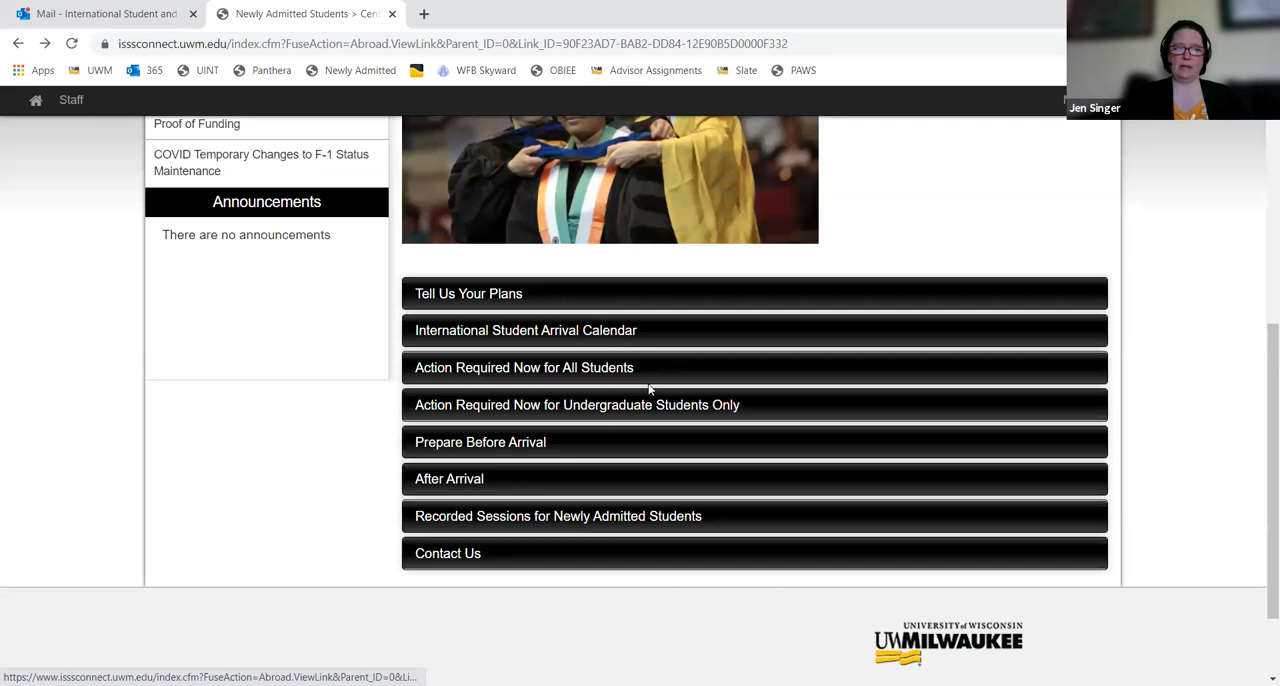 Mail - International Student and
Newly Admitted Students > Cent
isssconnect.uwm.edu/index.cfm?FuseAction=Abroad.ViewLink&Parent_ID=0&Link_ID=90F23AD7-BAB2-DD84-12E90B5D0000F332
Apps UWM 365 UINT Panthera Newly Admitted WFB Skyward OBIEE Advisor Assignments Slate PAWS
Jen Singer
Staff
Proof of Funding
COVID Temporary Changes to F-1 Status
Maintenance
Announcements
There are no announcements
Tell Us Your Plans
International Student Arrival Calendar
Action Required Now for All Students
Action Required Now for Undergraduate Students Only
Prepare Before Arrival
After Arrival
Recorded Sessions for Newly Admitted Students
Contact Us
UNIVERSITY of WISCONSIN
UWMILWAUKEE
https://www.isssconnect.uwm.edu/index.cfm?FuseAction=Abroad.ViewLink&Parent_ID=0&Li...